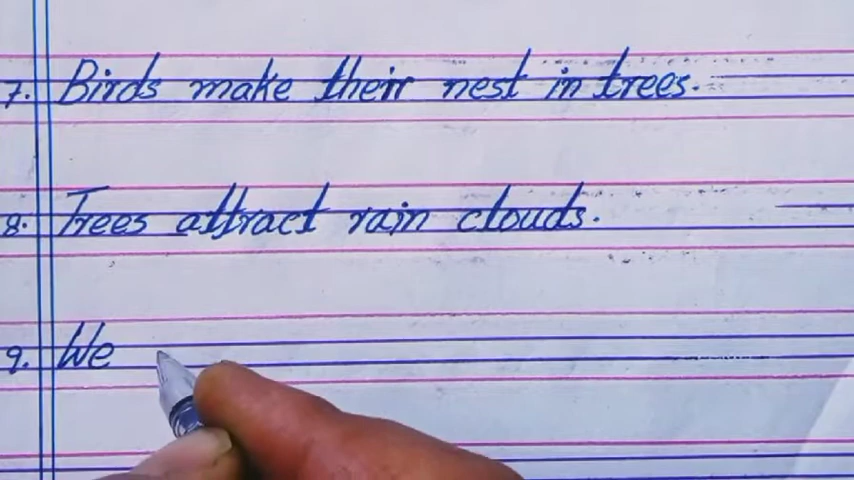 7. Birds make their nest in trees.
8. Trees attract rain clouds.
9. We